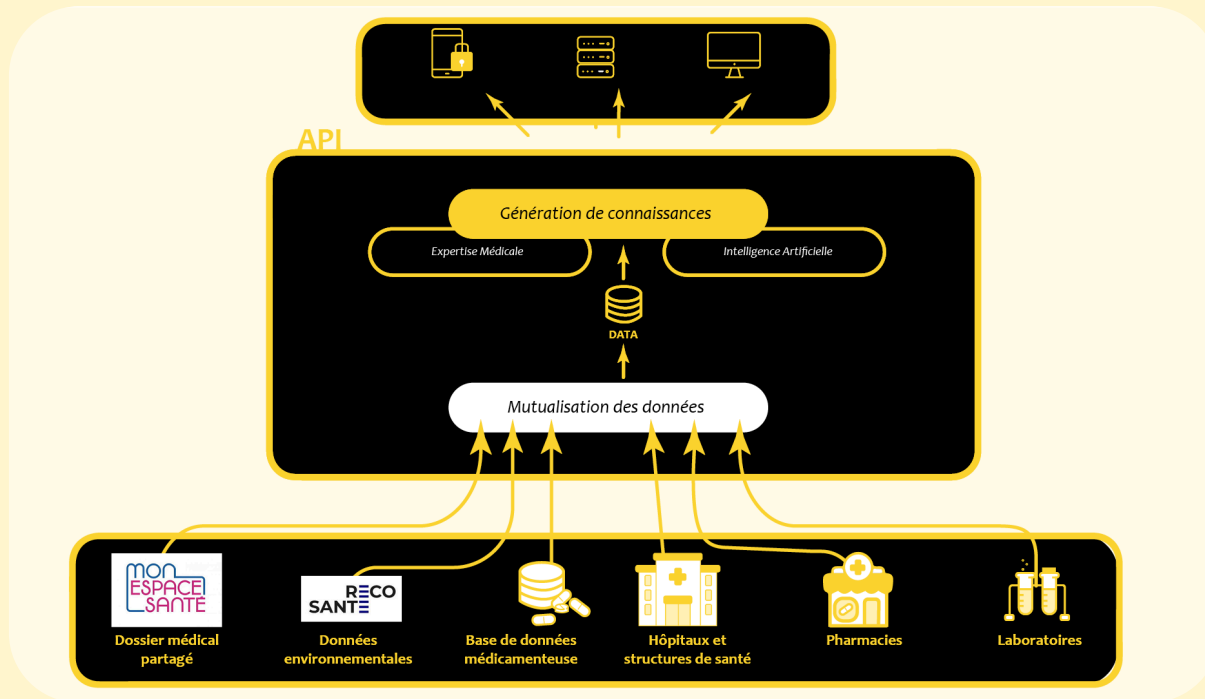 API
Génération de connaissances
Expertise Médicale
Intelligence Artificielle
DATA
Mutualisation des données
mon
ESPACE
SANTÉ
RECO
SANTE
Dossier médical
partagé
Données
environnementales
Base de données
médicamenteuse
Hôpitaux et
structures de santé
Pharmacies
Laboratoires